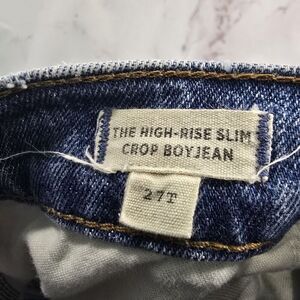 THE HIGH-RISE SLIM
CROP BOYJEAN
27T